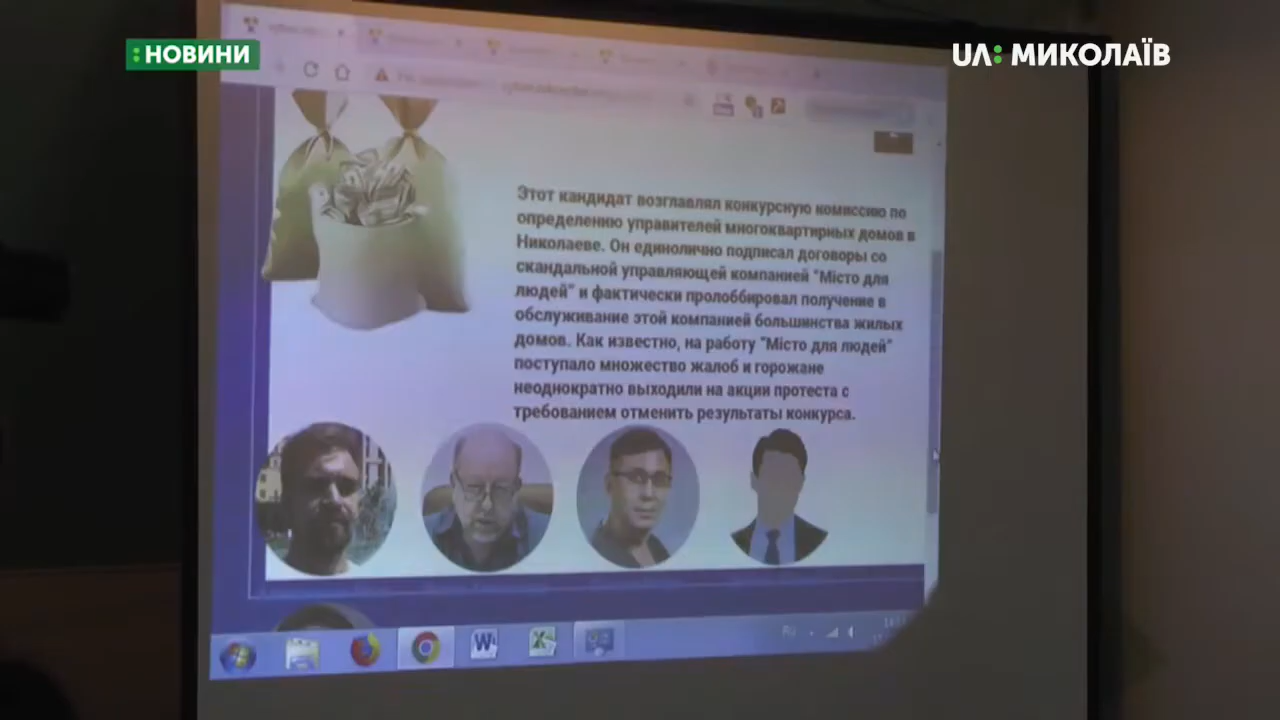 НОВИНИ
UA: МИКОЛАЇВ
Этот кандидат возглавлял конкурсную комиссию по
определению управителей многоквартирных домов в
Николаеве. Он единолично подписал договоры со
скандальной управляющей компанией "Місто для
людей" и фактически пролоббировал получение в
обслуживание этой компанией большинства жилых
домов. Как известно, на работу "Місто для людей"
поступало множество жалоб и горожане
неоднократно выходили на акции протеста с
требованием отменить результаты конкурса.
RU